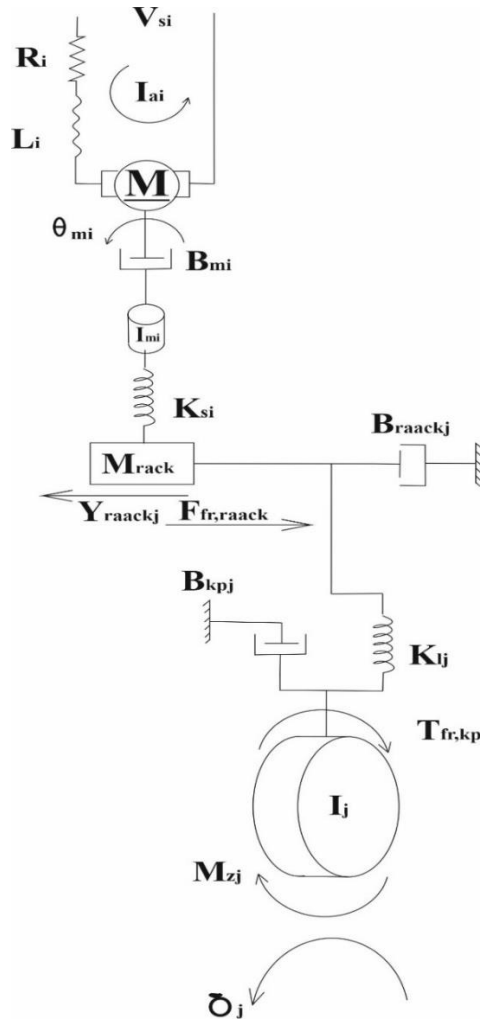 Vsi
Ri
Iai
Li
M
θmi
Bmi
Imi
Ksi
Braackj
Mrack
Yraackj
Ffr,raack
Bkpj
Klj
Tfr,kp
Ij
Mzj
δj